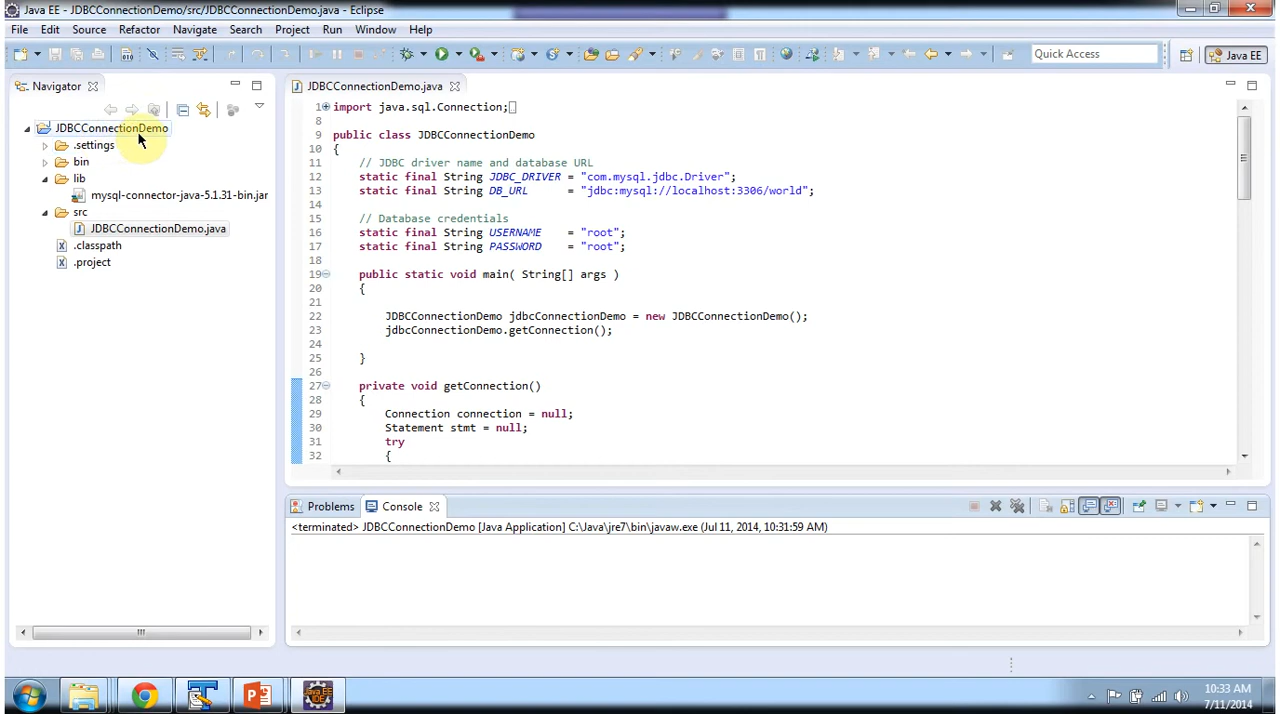 Java EE - JDBCConnectionDemo/src/JDBCConnectionDemo.java - Eclipse
File Edit Source Refactor Navigate Search Project Run Window Help
Quick Access
Java EE
Navigator
JDBCConnectionDemo
.settings
bin
lib
mysql-connector-java-5.1.31-bin.jar
src
JDBCConnectionDemo.java
.classpath
.project
JDBCConnectionDemo.java
1 import java.sql.Connection;
8
9 public class JDBCConnectionDemo
10 {
11 // JDBC driver name and database URL
12 static final String JDBC_DRIVER = "com.mysql.jdbc.Driver";
13 static final String DB_URL = "jdbc:mysql://localhost:3306/world";
14
15 // Database credentials
16 static final String USERNAME = "root";
17 static final String PASSWORD = "root";
18
19 public static void main( String[] args )
20 {
21
22 JDBCConnectionDemo jdbcConnectionDemo = new JDBCConnectionDemo();
23 jdbcConnectionDemo.getConnection();
24
25 }
26
27 private void getConnection()
28 {
29 Connection connection = null;
30 Statement stmt = null;
31 try
32 {
Problems Console
<terminated> JDBCConnectionDemo [Java Application] C:\Java\jre7\bin\javaw.exe (Jul 11, 2014, 10:31:59 AM)
Java EE
IDE
10:33 AM
7/11/2014